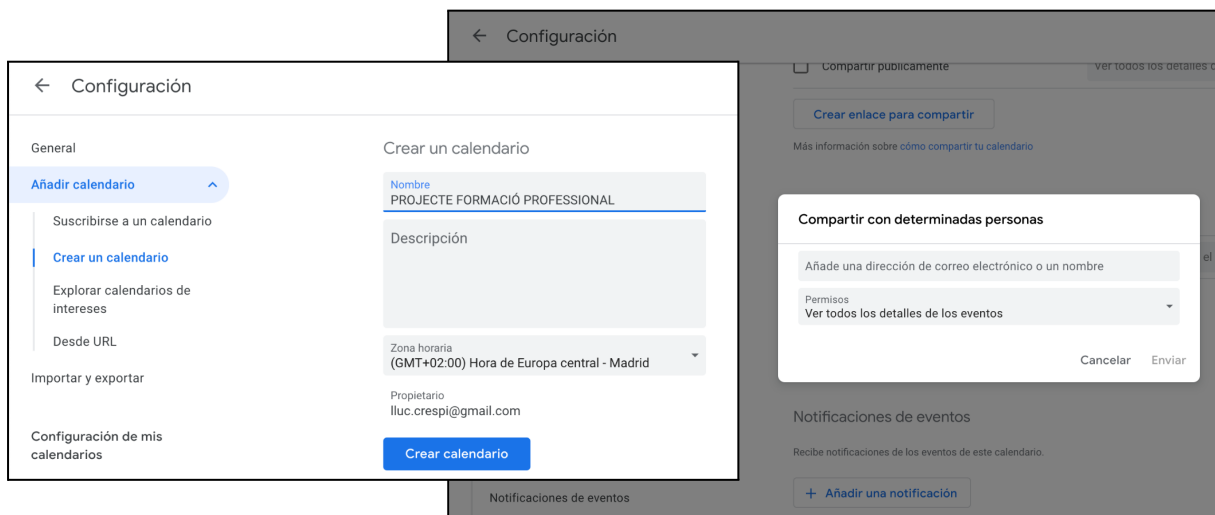 Configuración
General
Añadir calendario
Suscribirse a un calendario
Crear un calendario
Explorar calendarios de
intereses
Desde URL
Importar y exportar
Configuración de mis
calendarios
Crear un calendario
Nombre
PROJECTE FORMACIÓ PROFESSIONAL
Descripción
Zona horaria
(GMT+02:00) Hora de Europa central - Madrid
Propietario
lluc.crespi@gmail.com
Crear calendario
Configuración
Compartir públicamente
Ver todos los detalles d
Crear enlace para compartir
Más información sobre cómo compartir tu calendario
Compartir con determinadas personas
Añade una dirección de correo electrónico o un nombre
Permisos
Ver todos los detalles de los eventos
Cancelar Enviar
el
Notificaciones de eventos
Recibe notificaciones de los eventos de este calendario.
+ Añadir una notificación
Notificaciones de eventos